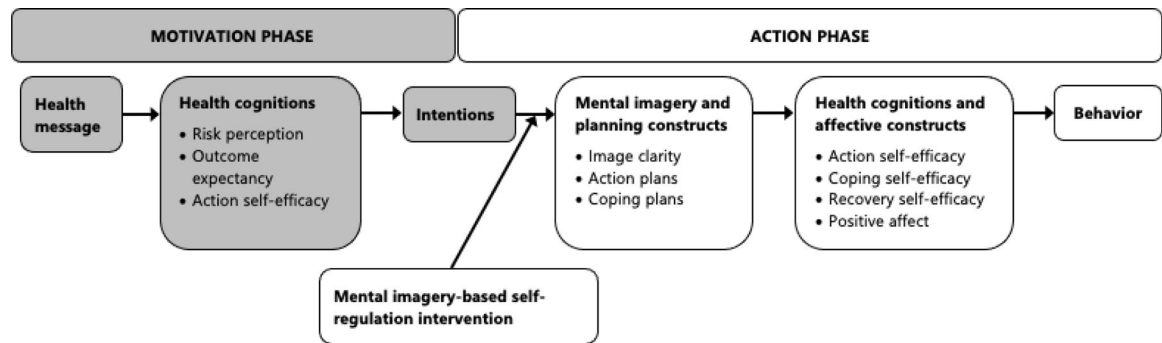 MOTIVATION PHASE
ACTION PHASE
Health
message
Health cognitions
• Risk perception
• Outcome
expectancy
• Action self-efficacy
Intentions
Mental imagery and
planning constructs
• Image clarity
• Action plans
• Coping plans
Health cognitions and
affective constructs
• Action self-efficacy
• Coping self-efficacy
• Recovery self-efficacy
• Positive affect
Behavior
Mental imagery-based self-
regulation intervention